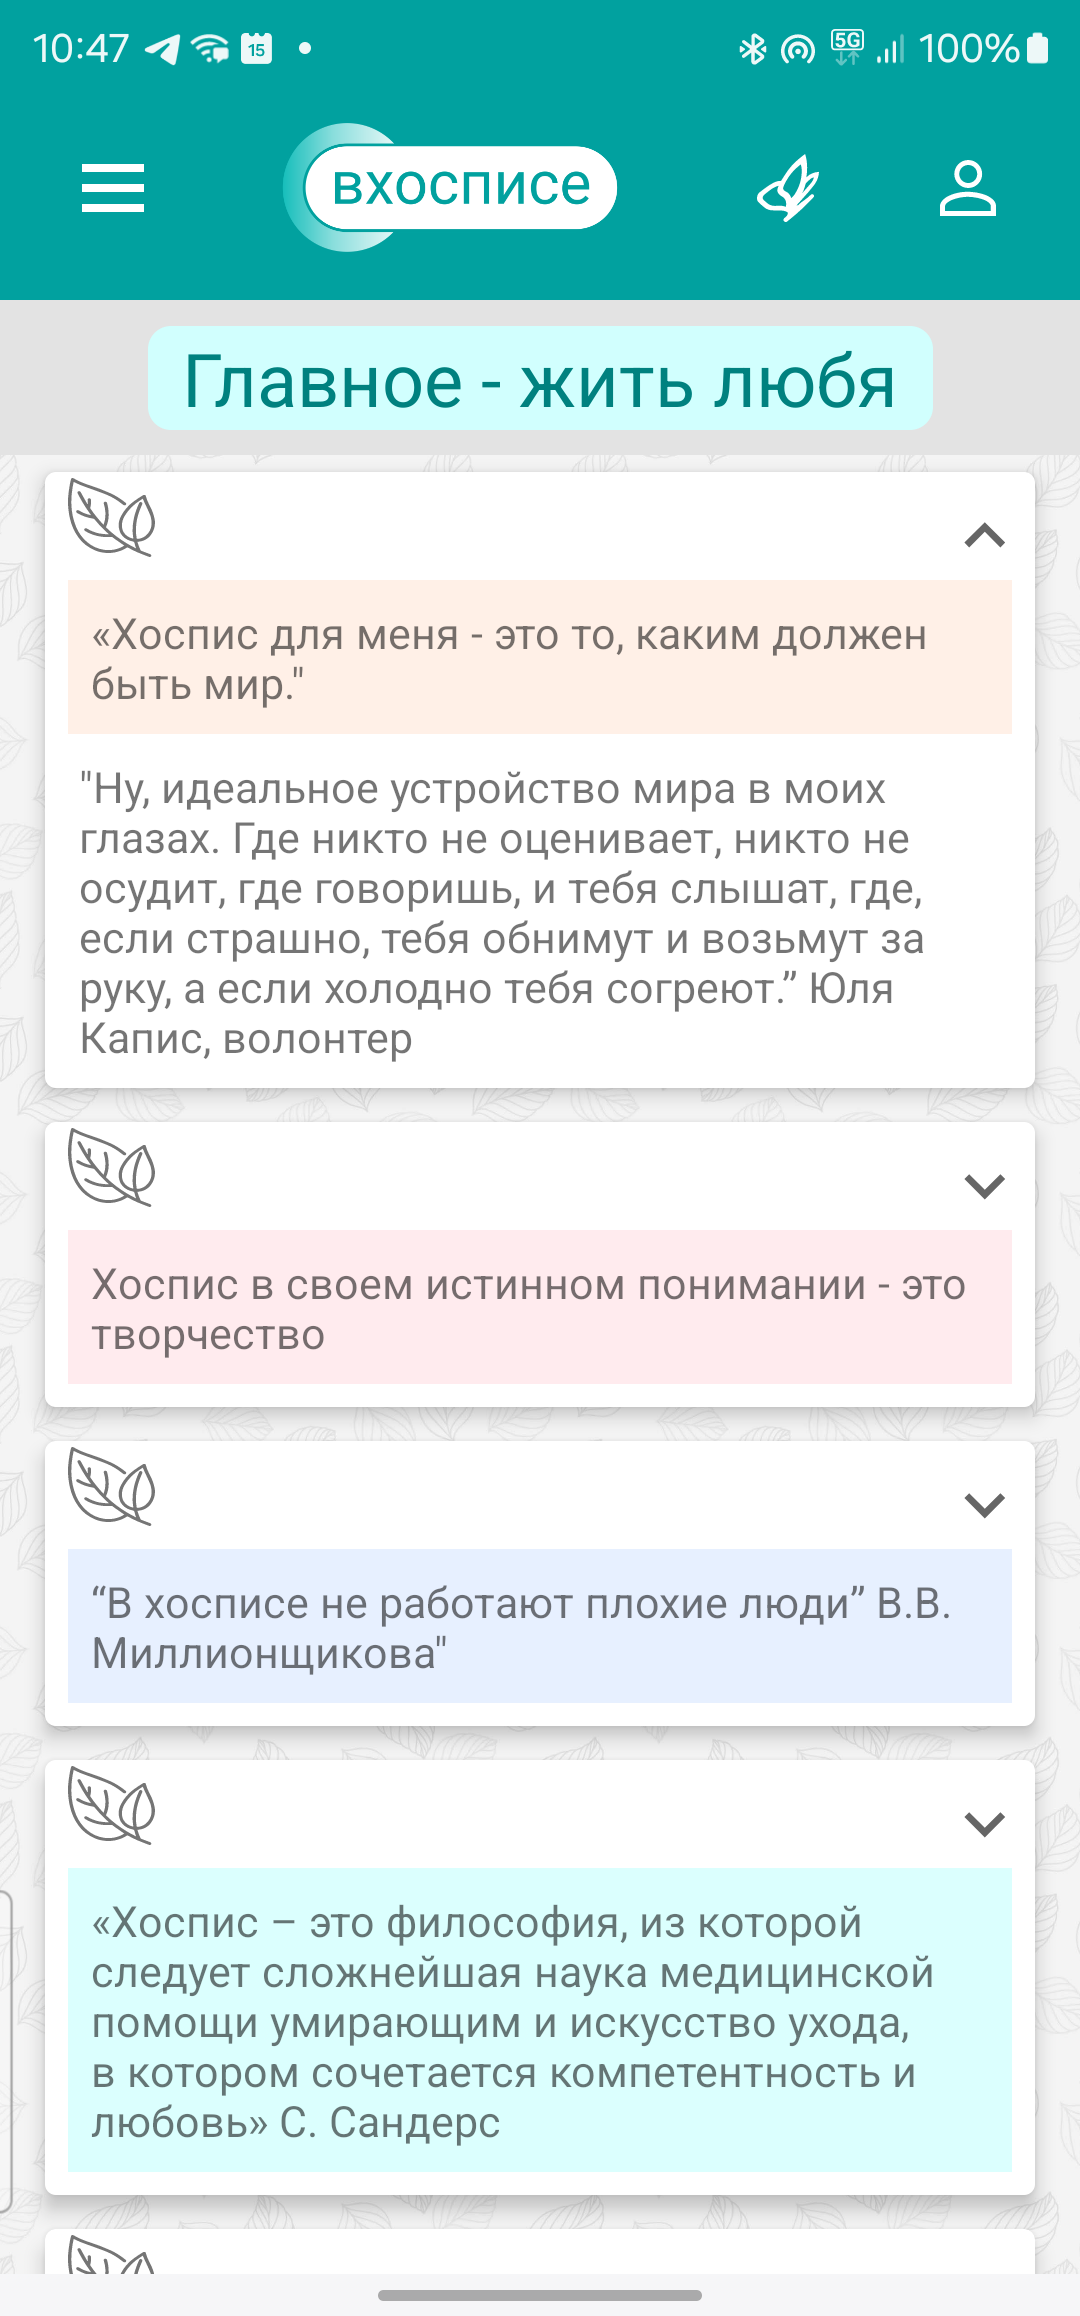 10:47
15
5G
100%
вхосписе
Главное - жить любя
«Хоспис для меня - это то, каким должен
быть мир."
"Ну, идеальное устройство мира в моих
глазах. Где никто не оценивает, никто не
осудит, где говоришь, и тебя слышат, где,
если страшно, тебя обнимут и возьмут за
руку, а если холодно тебя согреют.” Юля
Капис, волонтер
Хоспис в своем истинном понимании - это
творчество
“В хосписе не работают плохие люди” В.В.
Миллионщикова"
«Хоспис – это философия, из которой
следует сложнейшая наука медицинской
помощи умирающим и искусство ухода,
в котором сочетается компетентность и
любовь» С. Сандерс